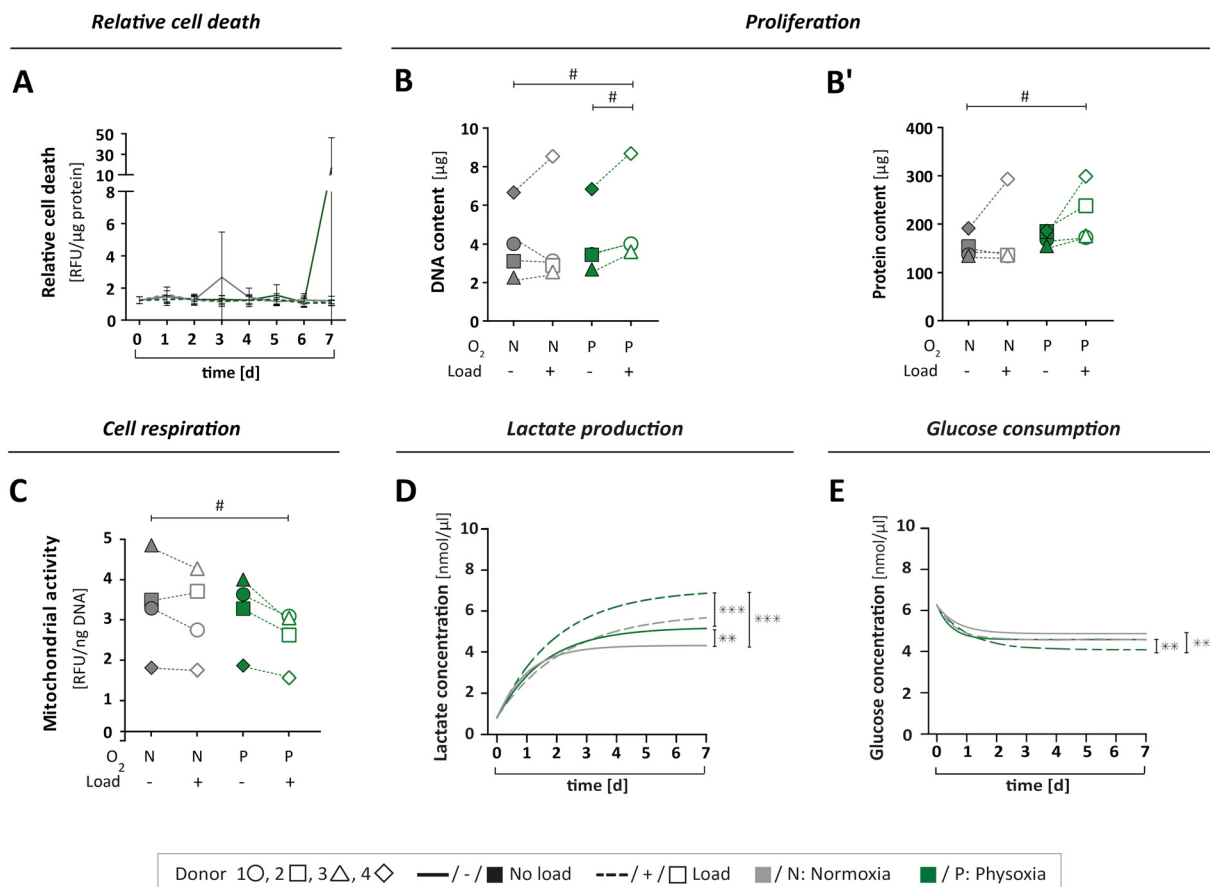 Relative cell death
Proliferation
A
Relative cell death
[RFU/µg protein]
50
30
10
8
6
4
2
0
0 1 2 3 4 5 6 7
time [d]
B
#
#
DNA content [µg]
10
8
6
4
2
0
O2 N N P P
Load - + - +
B'
#
Protein content [µg]
400
300
200
100
0
O2 N N P P
Load - + - +
Cell respiration
Lactate production
Glucose consumption
C
#
Mitochondrial activity
[RFU/ng DNA]
5
4
3
2
1
0
O2 N N P P
Load - + - +
D
Lactate concentration [nmol/µl]
10
8
6
4
2
0
0 1 2 3 4 5 6 7
time [d]
***
**
***
E
Glucose concentration [nmol/µl]
10
8
6
4
2
0
0 1 2 3 4 5 6 7
time [d]
**
**
Donor 1○, 2□, 3△, 4◇ / - / ■ No load / + / □ Load / N: Normoxia / P: Physoxia